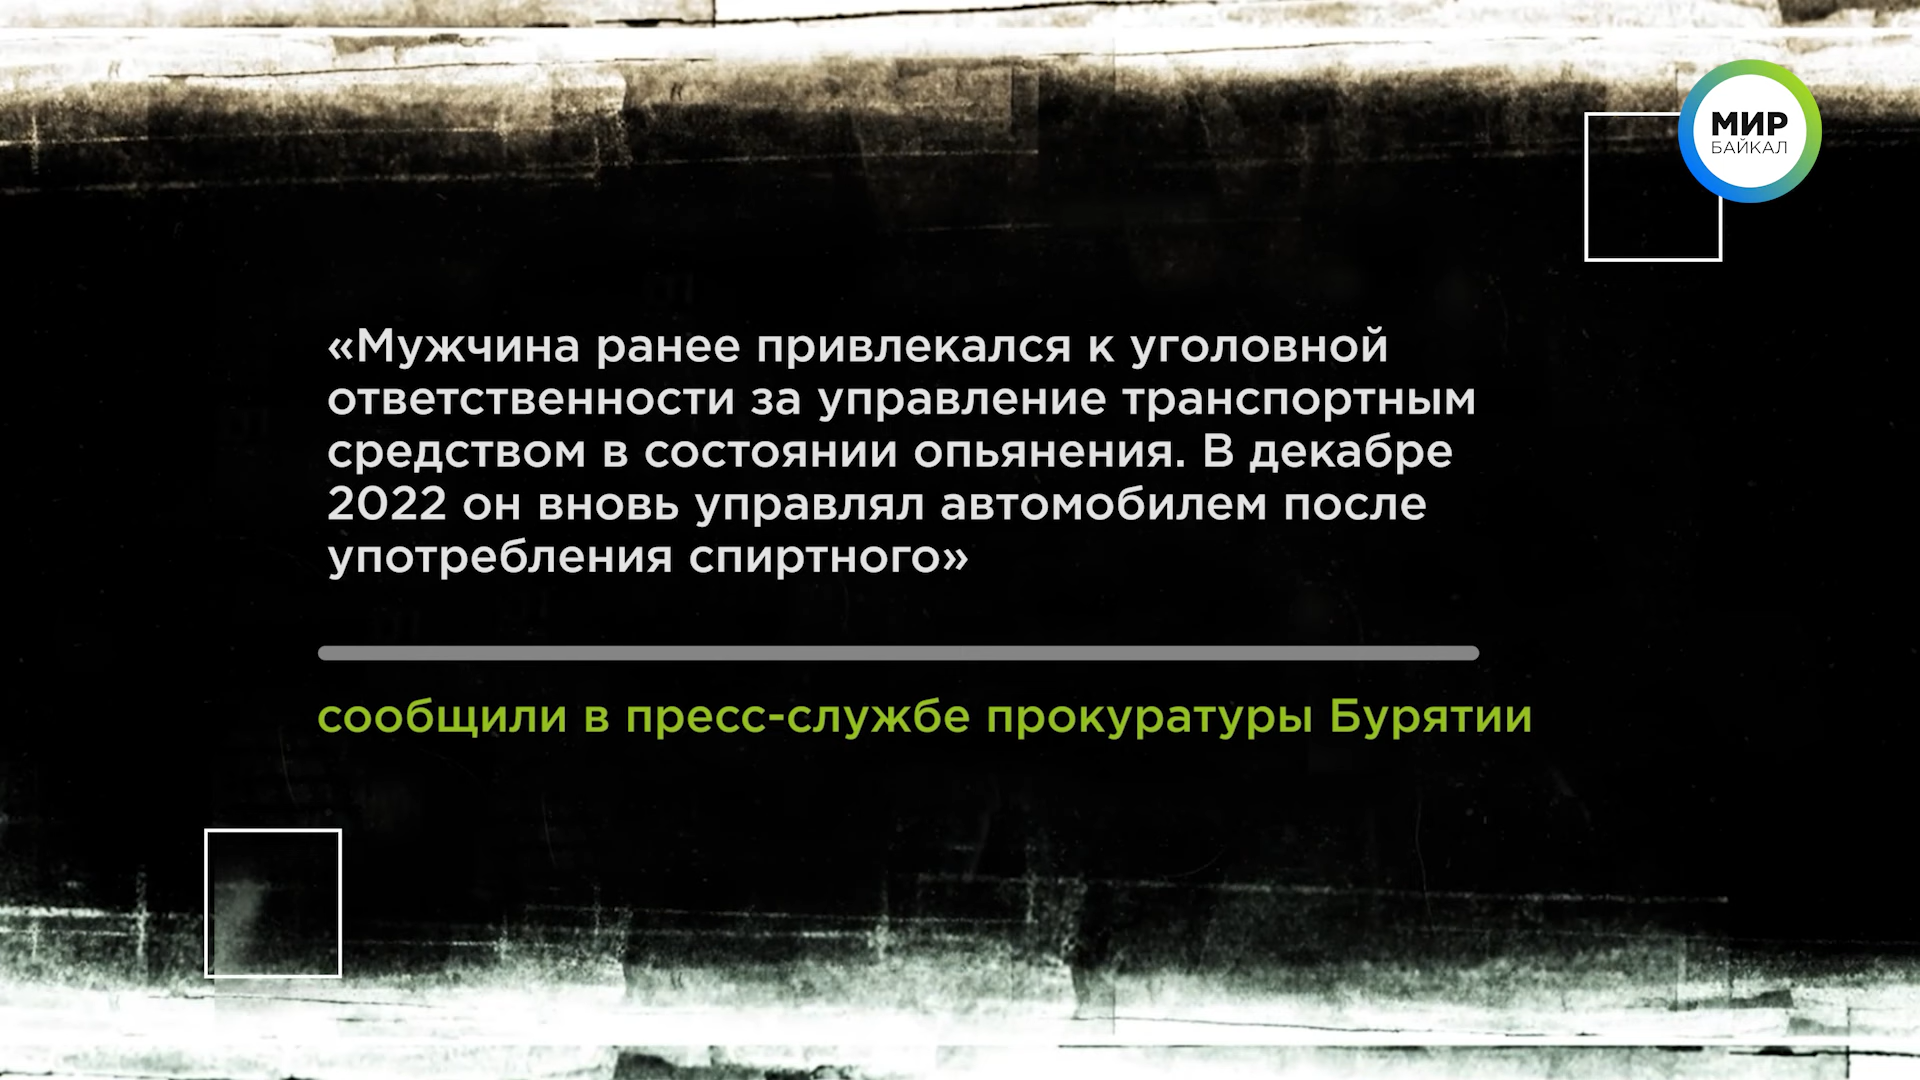 МИР
БАЙКАЛ
«Мужчина ранее привлекался к уголовной
ответственности за управление транспортным
средством в состоянии опьянения. В декабре
2022 он вновь управлял автомобилем после
употребления спиртного»
сообщили в пресс-службе прокуратуры Бурятии